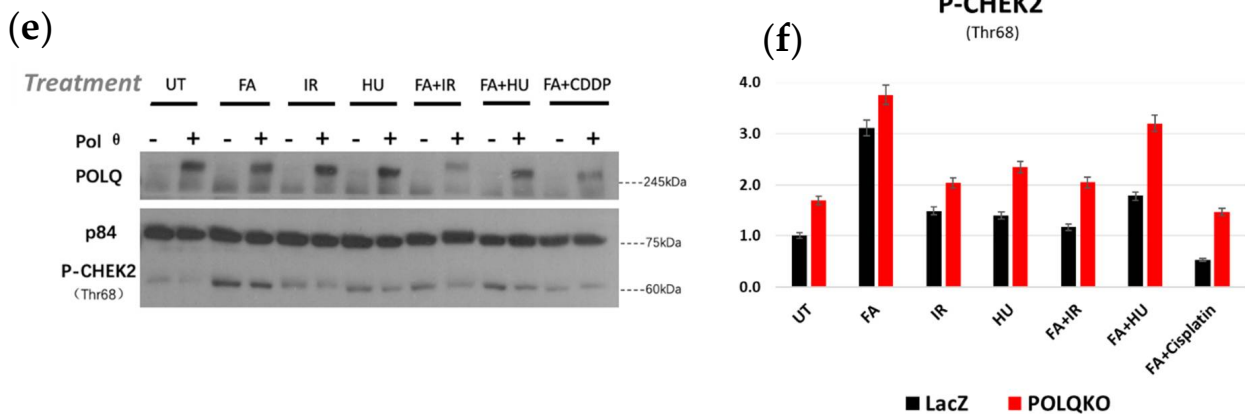 (e)
Treatment UT FA IR HU FA+IR FA+HU FA+CDDP
Pol θ - + - + - + - + - + - + - +
POLQ
---245kDa
p84
---75kDa
P-CHEK2
(Thr68)
---60kDa
(f)
P-CHEK2
(Thr68)
4.0
3.0
2.0
1.0
0.0
UT FA IR HU FA+IR FA+HU FA+Cisplatin
LacZ POLQKO